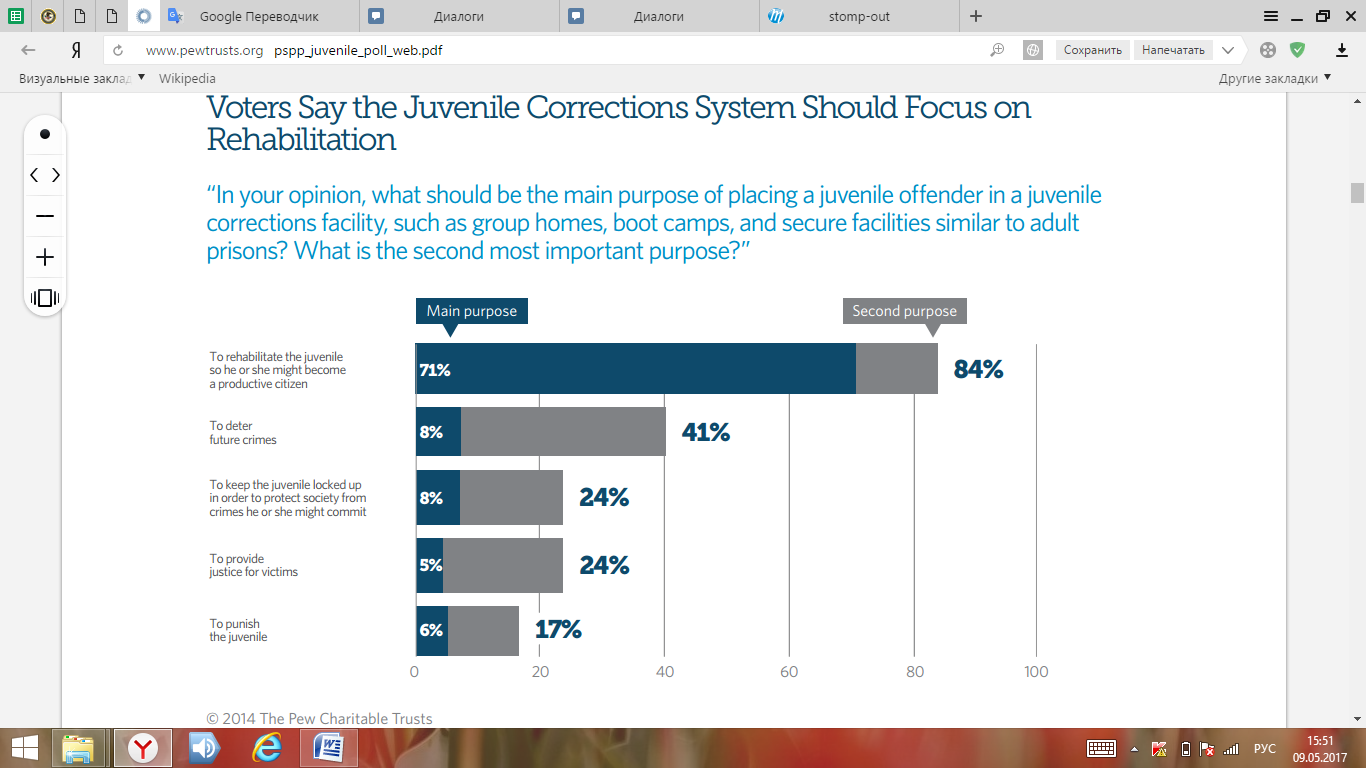 Google Переводчик
Диалоги
Диалоги
stomp-out
Я
www.pewtrusts.org pspp_juvenile_poll_web.pdf
Сохранить
Напечатать
Визуальные заклад
Wikipedia
Другие закладки
Voters Say the Juvenile Corrections System Should Focus on
Rehabilitation
“In your opinion, what should be the main purpose of placing a juvenile offender in a juvenile
corrections facility, such as group homes, boot camps, and secure facilities similar to adult
prisons? What is the second most important purpose?”
Main purpose
Second purpose
To rehabilitate the juvenile
so he or she might become
a productive citizen
71%
84%
To deter
future crimes
8%
41%
To keep the juvenile locked up
in order to protect society from
crimes he or she might commit
8%
24%
To provide
justice for victims
5%
24%
To punish
the juvenile
6%
17%
0 20 40 60 80 100
© 2014 The Pew Charitable Trusts
РУС
15:51
09.05.2017